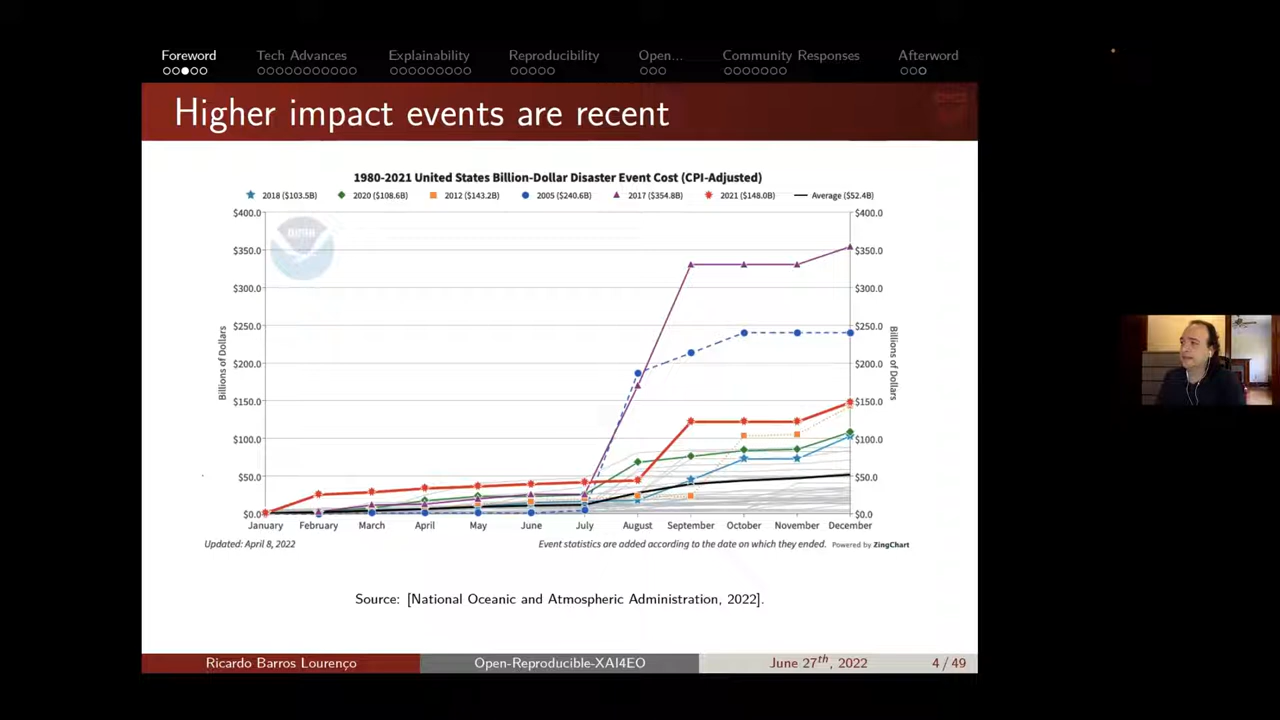 Foreword Tech Advances Explainability Reproducibility Open... Community Responses Afterword
Higher impact events are recent
1980-2021 United States Billion-Dollar Disaster Event Cost (CPI-Adjusted)
2018 ($103.5B) 2020 ($108.6B) 2012 ($143.2B) 2005 ($240.6B) 2017 ($354.8B) 2021 ($148.0B) Average ($52.4B)
$400.0 $400.0
noaa
$350.0 $350.0
$300.0 $300.0
$250.0 $250.0
Billions of Dollars Billions of Dollars
$200.0 $200.0
$150.0 $150.0
$100.0 $100.0
$50.0 $50.0
$0.0 $0.0
January February March April May June July August September October November December
Updated: April 8, 2022 Event statistics are added according to the date on which they ended. Powered by ZingChart
Source: [National Oceanic and Atmospheric Administration, 2022].
Ricardo Barros Lourenço Open-Reproducible-XAI4EO June 27th, 2022 4 / 49